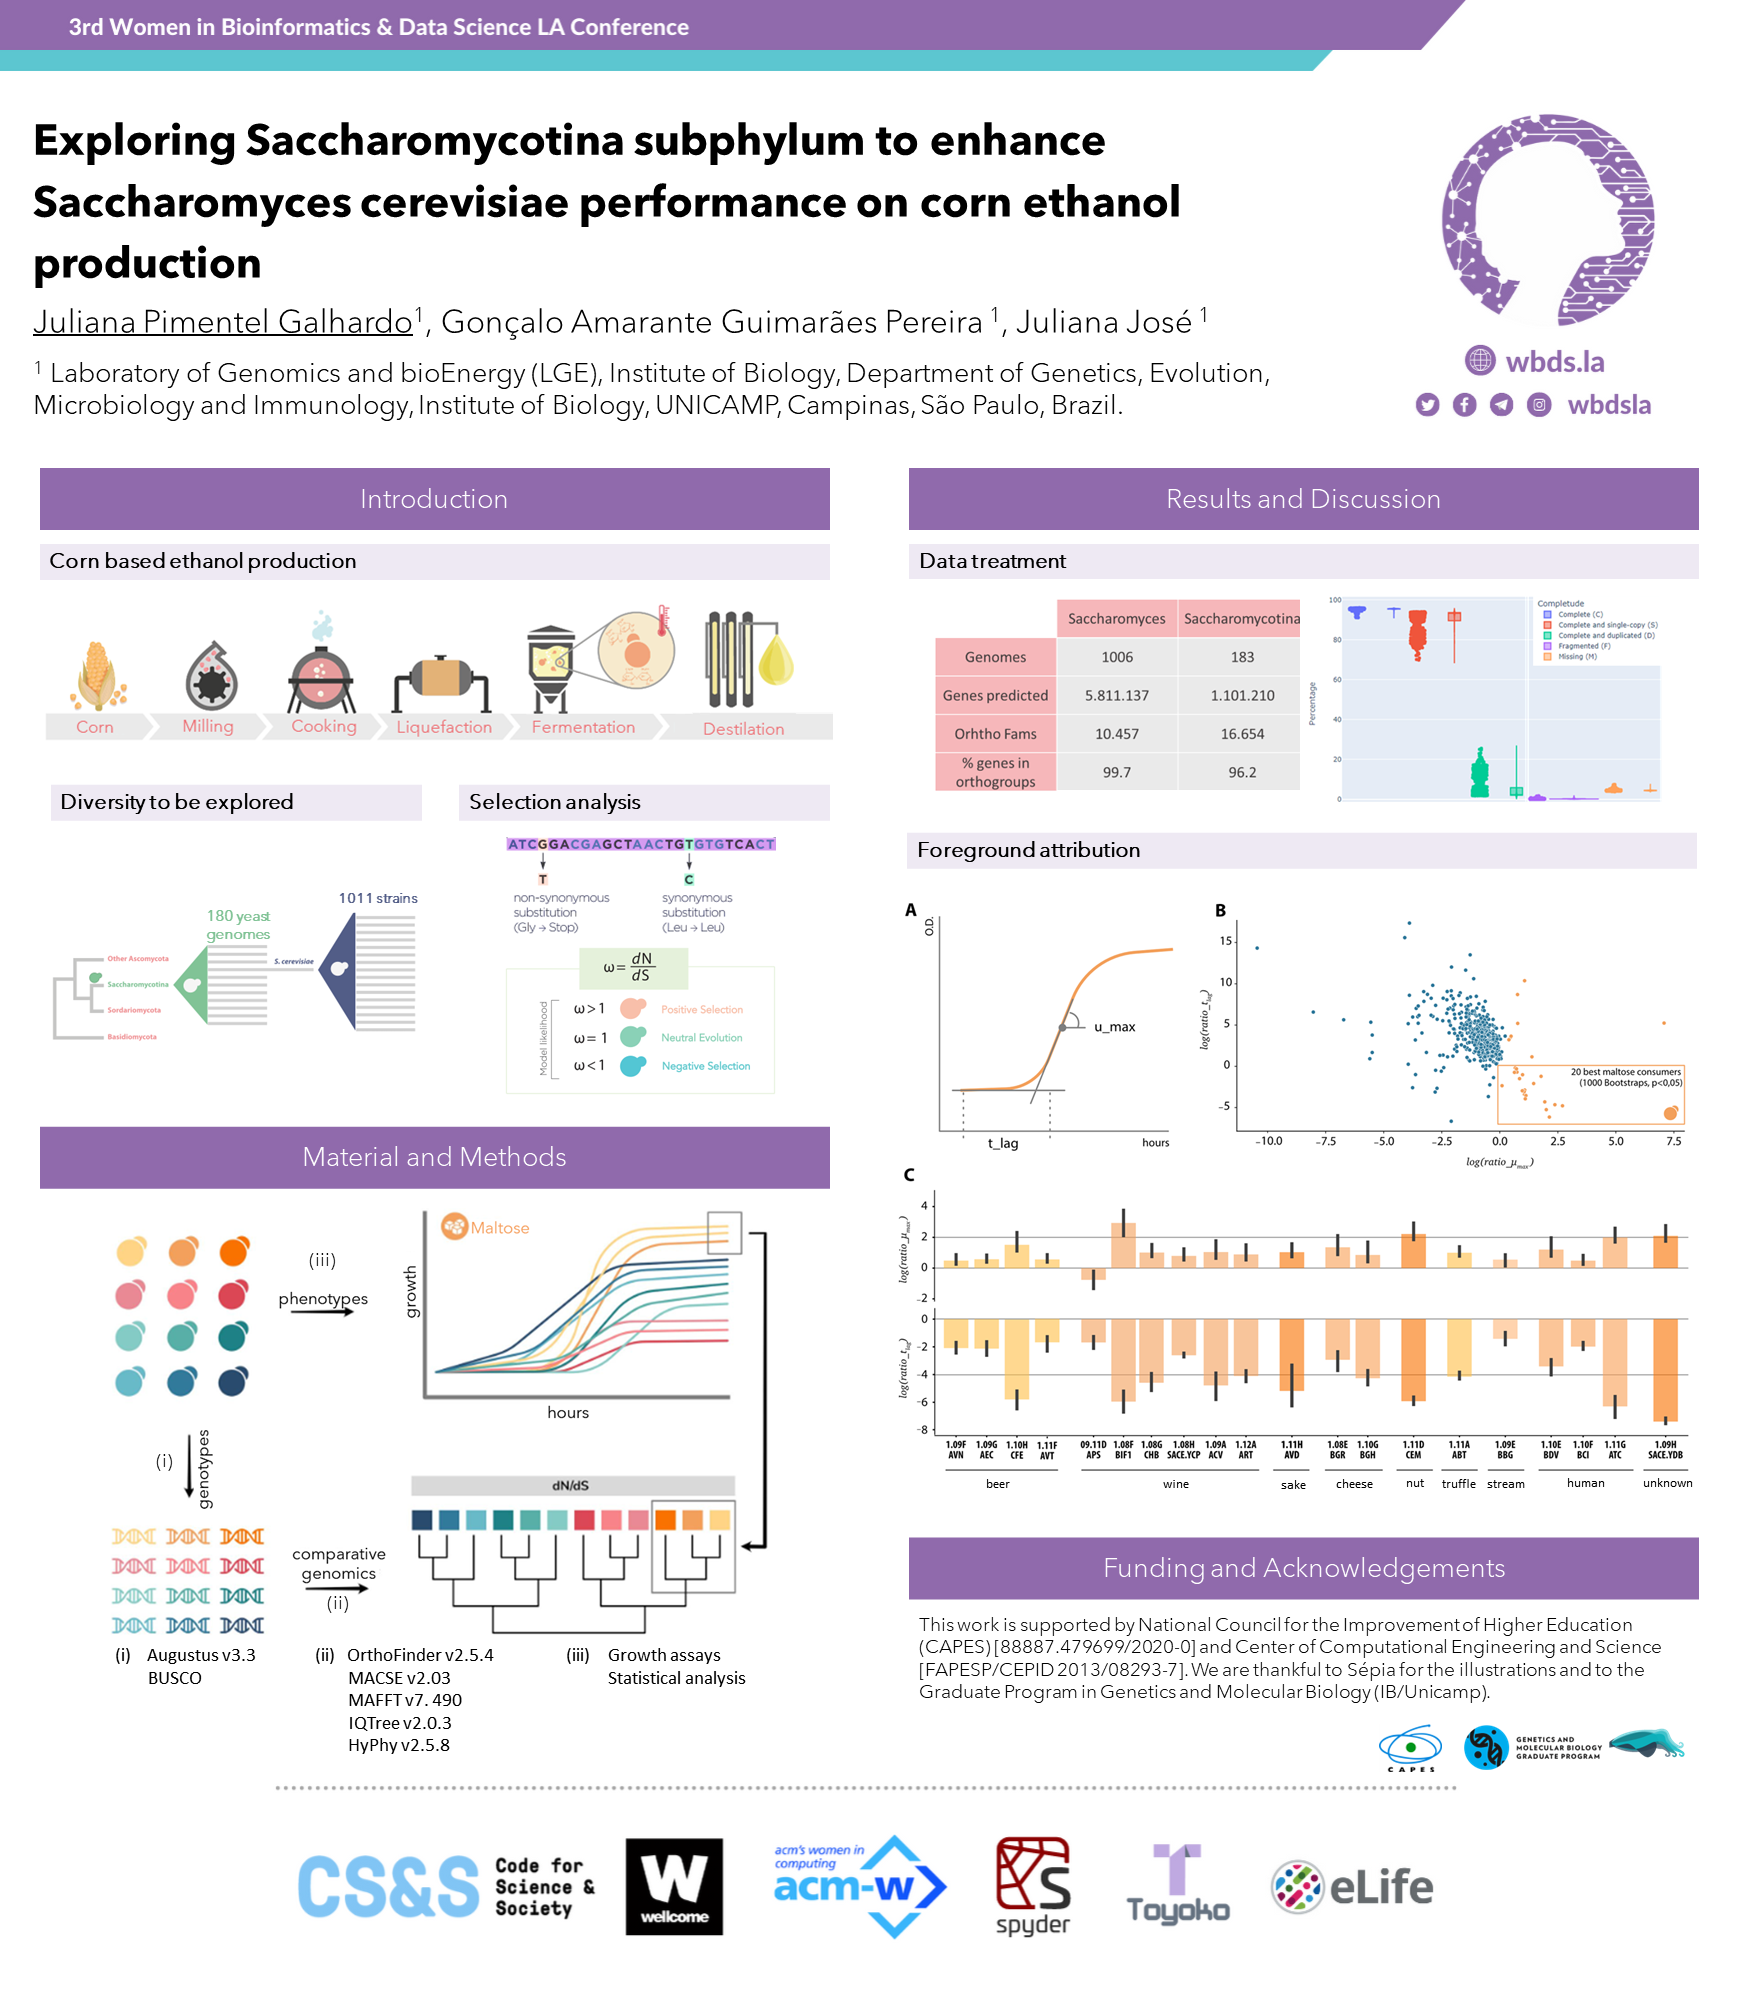 3rd Women in Bioinformatics & Data Science LA Conference
Exploring Saccharomycotina subphylum to enhance
Saccharomyces cerevisiae performance on corn ethanol
production
Juliana Pimentel Galhardo1, Gonçalo Amarante Guimarães Pereira 1, Juliana José 1
1 Laboratory of Genomics and bioEnergy (LGE), Institute of Biology, Department of Genetics, Evolution,
Microbiology and Immunology, Institute of Biology, UNICAMP, Campinas, São Paulo, Brazil.
wbds.la
wbdsla
Introduction
Corn based ethanol production
Corn
Milling
Cooking
Liquefaction
Fermentation
Destilation
Diversity to be explored
180 yeast
genomes
1011 strains
S. cerevisiae
Other Ascomycota
Saccharomycotina
Sordariomycota
Basidiomycota
Selection analysis
ATCGGACGAGCTAACTGTGTGTCACT
T
C
non-synonymous
substitution
(Gly → Stop)
synonymous
substitution
(Leu → Leu)
ω = dN
dS
Model likelihood
ω > 1 Positive Selection
ω = 1 Neutral Evolution
ω < 1 Negative Selection
Material and Methods
(iii)
phenotypes
Maltose
growth
hours
(i)
genotypes
comparative
genomics
(ii)
dN/dS
(i) Augustus v3.3
BUSCO
(ii) OrthoFinder v2.5.4
MACSE v2.03
MAFFT v7. 490
IQTree v2.0.3
HyPhy v2.5.8
(iii) Growth assays
Statistical analysis
Results and Discussion
Data treatment
Saccharomyces Saccharomycotina
Genomes 1006 183
Genes predicted 5.811.137 1.101.210
Orhtho Fams 10.457 16.654
% genes in
orthogroups 99.7 96.2
Percentage
100
80
60
40
20
0
Completude
Complete (C)
Complete and single-copy (S)
Complete and duplicated (D)
Fragmented (F)
Missing (M)
Foreground attribution
A
O.D.
u_max
t_lag
hours
B
log(ratio_t_lag)
15
10
5
0
−5
20 best maltose consumers
(1000 Bootstraps, p<0,05)
−10.0 −7.5 −5.0 −2.5 0.0 2.5 5.0 7.5
log(ratio_μ_max)
C
log(ratio_μ_max)
4
2
0
−2
log(ratio_t_lag)
0
−2
−4
−6
−8
1.09F 1.09G 1.10H 1.11F 09.11D 1.08F 1.08G 1.08H 1.09A 1.12A 1.11H 1.08E 1.10G 1.11D 1.11A 1.09E 1.10E 1.10F 1.11G 1.09H
AVN AEC CFE AVT APS BIF1 CHB SACE.YCP ACV ART AVD BGR BGH CEM ABT BBG BDV BCI ATC SACE.YDB
beer wine sake cheese nut truffle stream human unknown
Funding and Acknowledgements
This work is supported by National Council for the Improvement of Higher Education
(CAPES) [88887.479699/2020-0] and Center of Computational Engineering and Science
[FAPESP/CEPID 2013/08293-7]. We are thankful to Sépia for the illustrations and to the
Graduate Program in Genetics and Molecular Biology (IB/Unicamp).
CAPES
GENETICS AND
MOLECULAR BIOLOGY
GRADUATE PROGRAM
CS&S
Code for
Science &
Society
W
wellcome
acm's women in
computing
acm-w
S
spyder
T
Toyoko
eLife